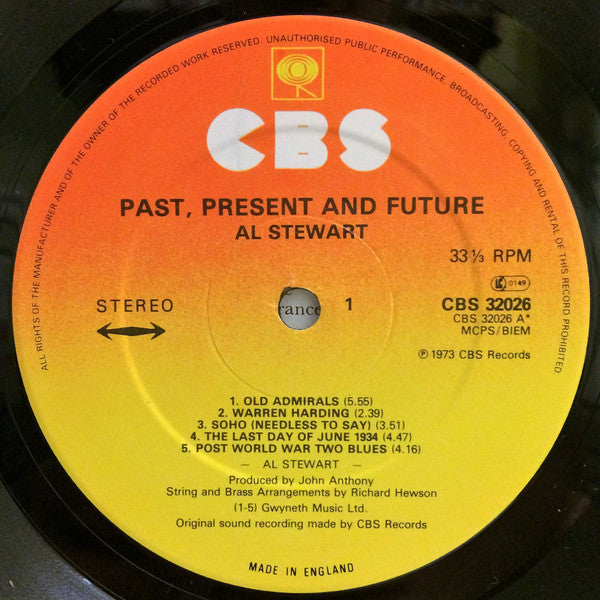 ALL RIGHTS OF THE MANUFACTURER AND OF THE OWNER OF THE RECORDED WORK RESERVED. UNAUTHORISED PUBLIC PERFORMANCE, BROADCASTING, COPYING AND RENTAL OF THIS RECORD PROHIBITED
CBS
PAST, PRESENT AND FUTURE
AL STEWART
33⅓ RPM
LC 0149
STEREO
rance
1
CBS 32026
CBS 32026 A*
MCPS/BIEM
℗ 1973 CBS Records
1. OLD ADMIRALS (5.55)
2. WARREN HARDING (2.39)
3. SOHO (NEEDLESS TO SAY) (3.51)
4. THE LAST DAY OF JUNE 1934 (4.47)
5. POST WORLD WAR TWO BLUES (4.16)
— AL STEWART —
Produced by John Anthony
String and Brass Arrangements by Richard Hewson
(1-5) Gwyneth Music Ltd.
Original sound recording made by CBS Records
MADE IN ENGLAND